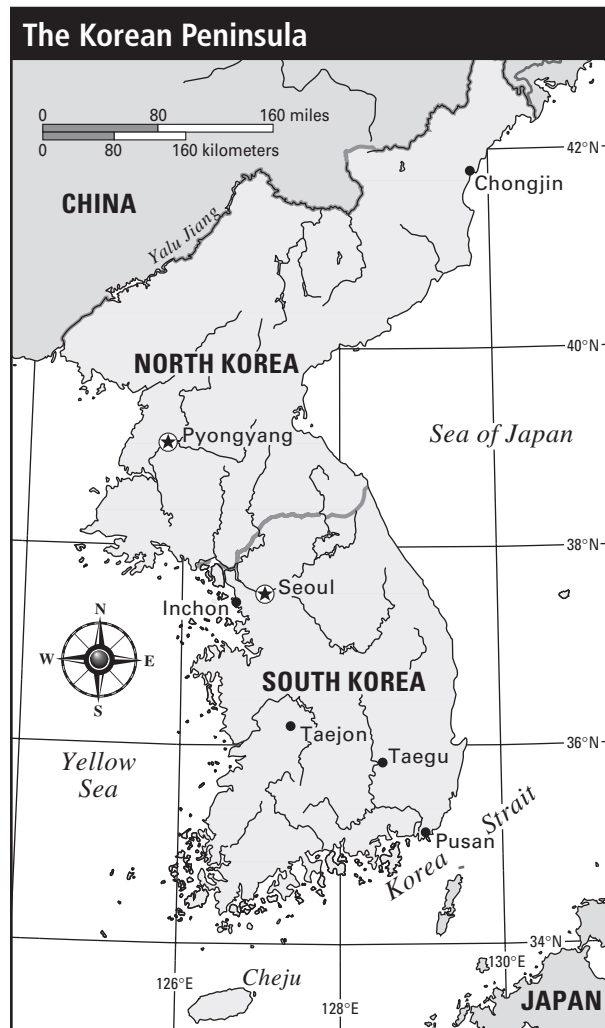 The Korean Peninsula
0 80 160 miles
0 80 160 kilometers
42°N
Chongjin
CHINA
Yalu Jiang
40°N
NORTH KOREA
Pyongyang
Sea of Japan
38°N
Seoul
Inchon
N
W E
S
SOUTH KOREA
Taejon
36°N
Yellow
Sea
Taegu
Korea Strait
Pusan
34°N
130°E
126°E
Cheju
128°E
JAPAN